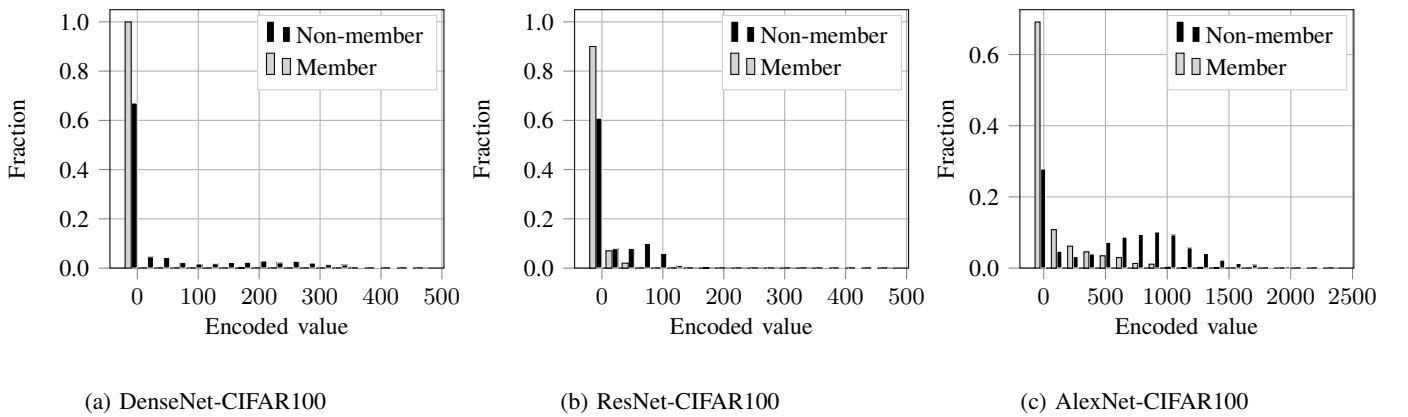 Fraction
1.0
0.8
0.6
0.4
0.2
0.0
Non-member
Member
0 100 200 300 400 500
Encoded value
(a) DenseNet-CIFAR100
Fraction
1.0
0.8
0.6
0.4
0.2
0.0
Non-member
Member
0 100 200 300 400 500
Encoded value
(b) ResNet-CIFAR100
Fraction
0.6
0.4
0.2
0.0
Non-member
Member
0 500 1000 1500 2000 2500
Encoded value
(c) AlexNet-CIFAR100